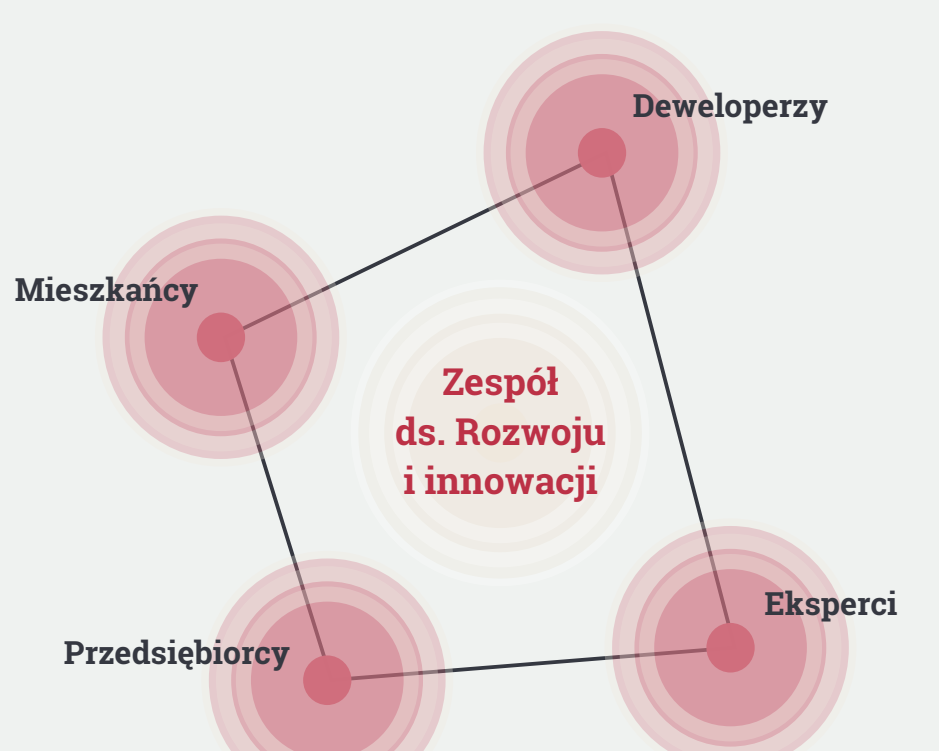 Deweloperzy
Mieszkańcy
Zespół
ds. Rozwoju
i innowacji
Eksperci
Przedsiębiorcy